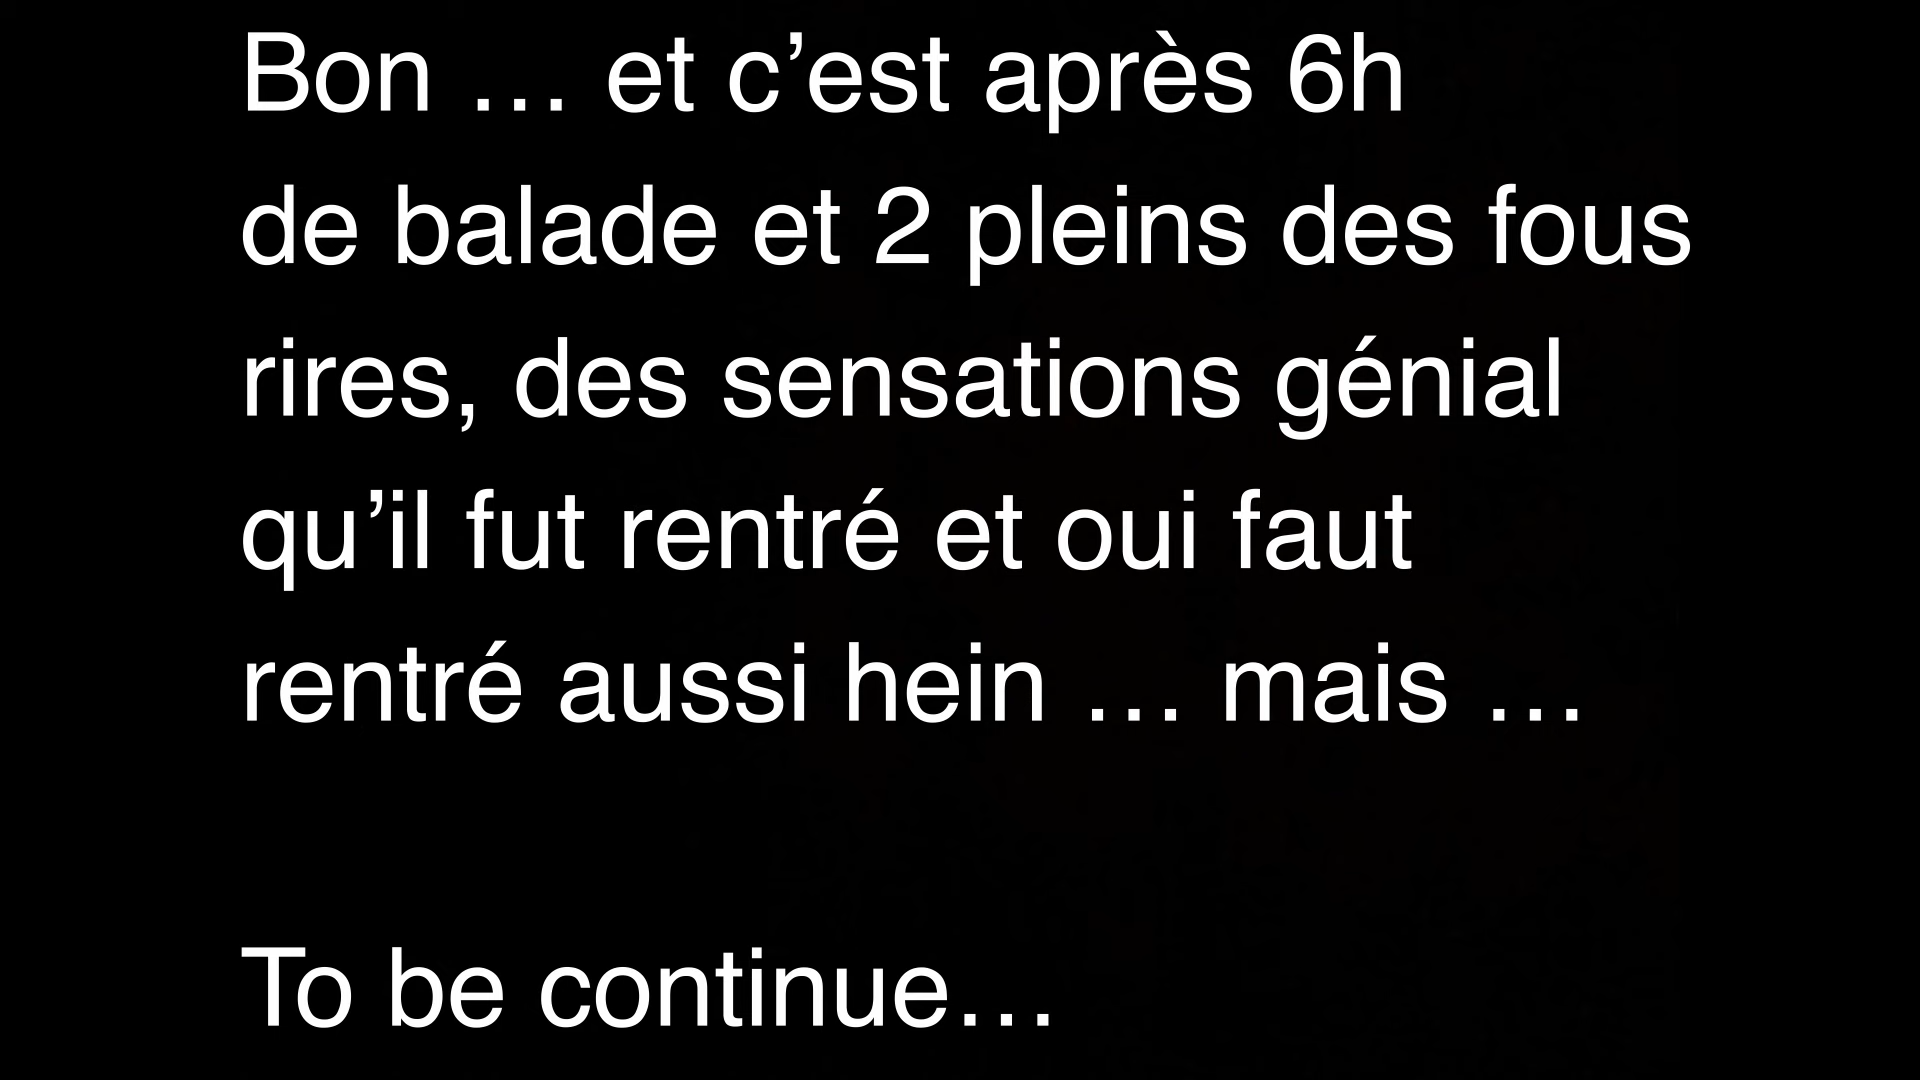 Bon … et c’est après 6h
de balade et 2 pleins des fous
rires, des sensations génial
qu’il fut rentré et oui faut
rentré aussi hein … mais …
To be continue…